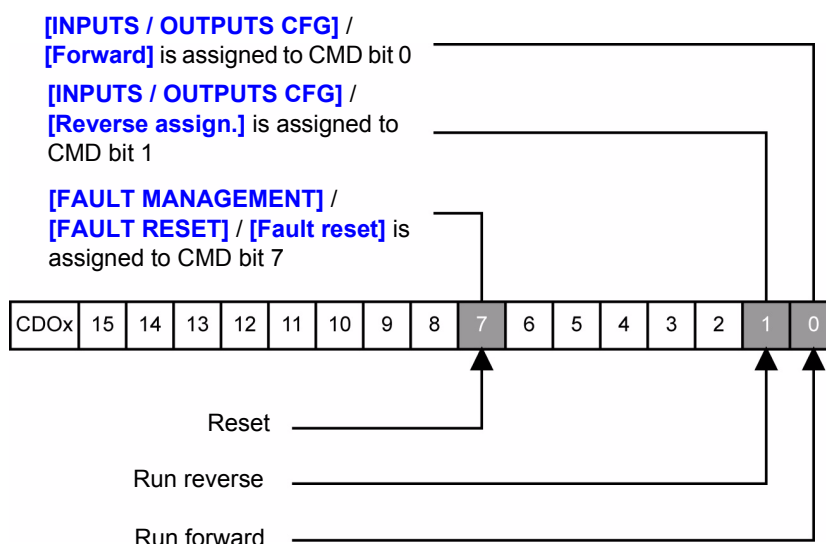 [INPUTS / OUTPUTS CFG] /
[Forward] is assigned to CMD bit 0
[INPUTS / OUTPUTS CFG] /
[Reverse assign.] is assigned to
CMD bit 1
[FAULT MANAGEMENT] /
[FAULT RESET] / [Fault reset] is
assigned to CMD bit 7
CDOx 15 14 13 12 11 10 9 8 7 6 5 4 3 2 1 0
Reset
Run reverse
Run forward